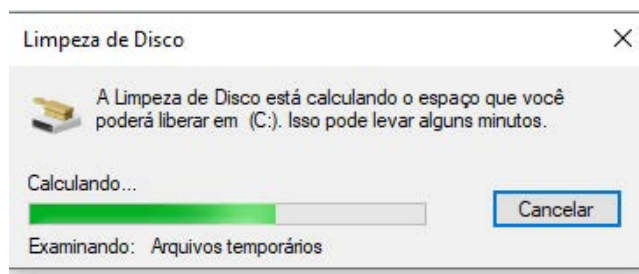 Limpeza de Disco
A Limpeza de Disco está calculando o espaço que você
poderá liberar em (C:). Isso pode levar alguns minutos.
Calculando...
Cancelar
Examinando: Arquivos temporários